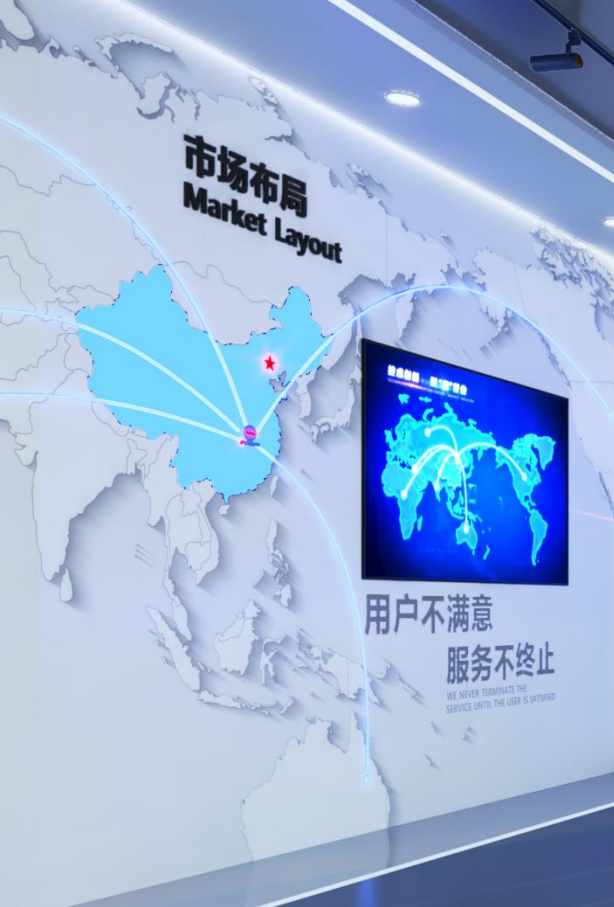 市场布局
Market Layout
用户不满意
服务不终止
WE NEVER TERMINATE THE
SERVICE UNTIL THE USER IS SATISFIED